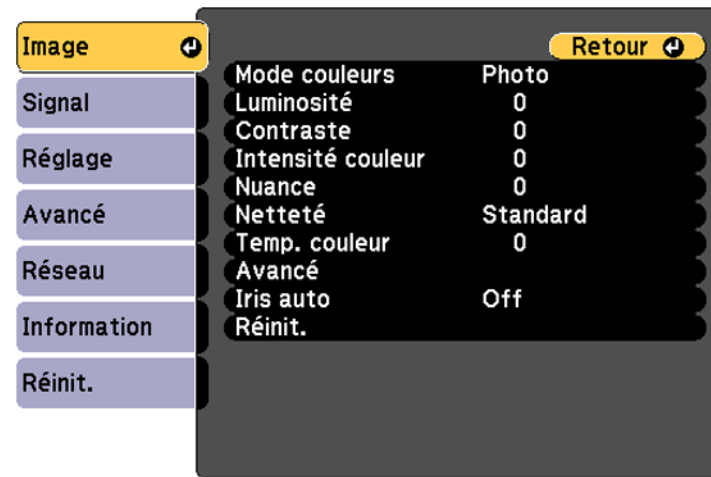 Image
Signal
Réglage
Avancé
Réseau
Information
Réinit.
Retour
Mode couleurs Photo
Luminosité 0
Contraste 0
Intensité couleur 0
Nuance 0
Netteté Standard
Temp. couleur 0
Avancé
Iris auto Off
Réinit.